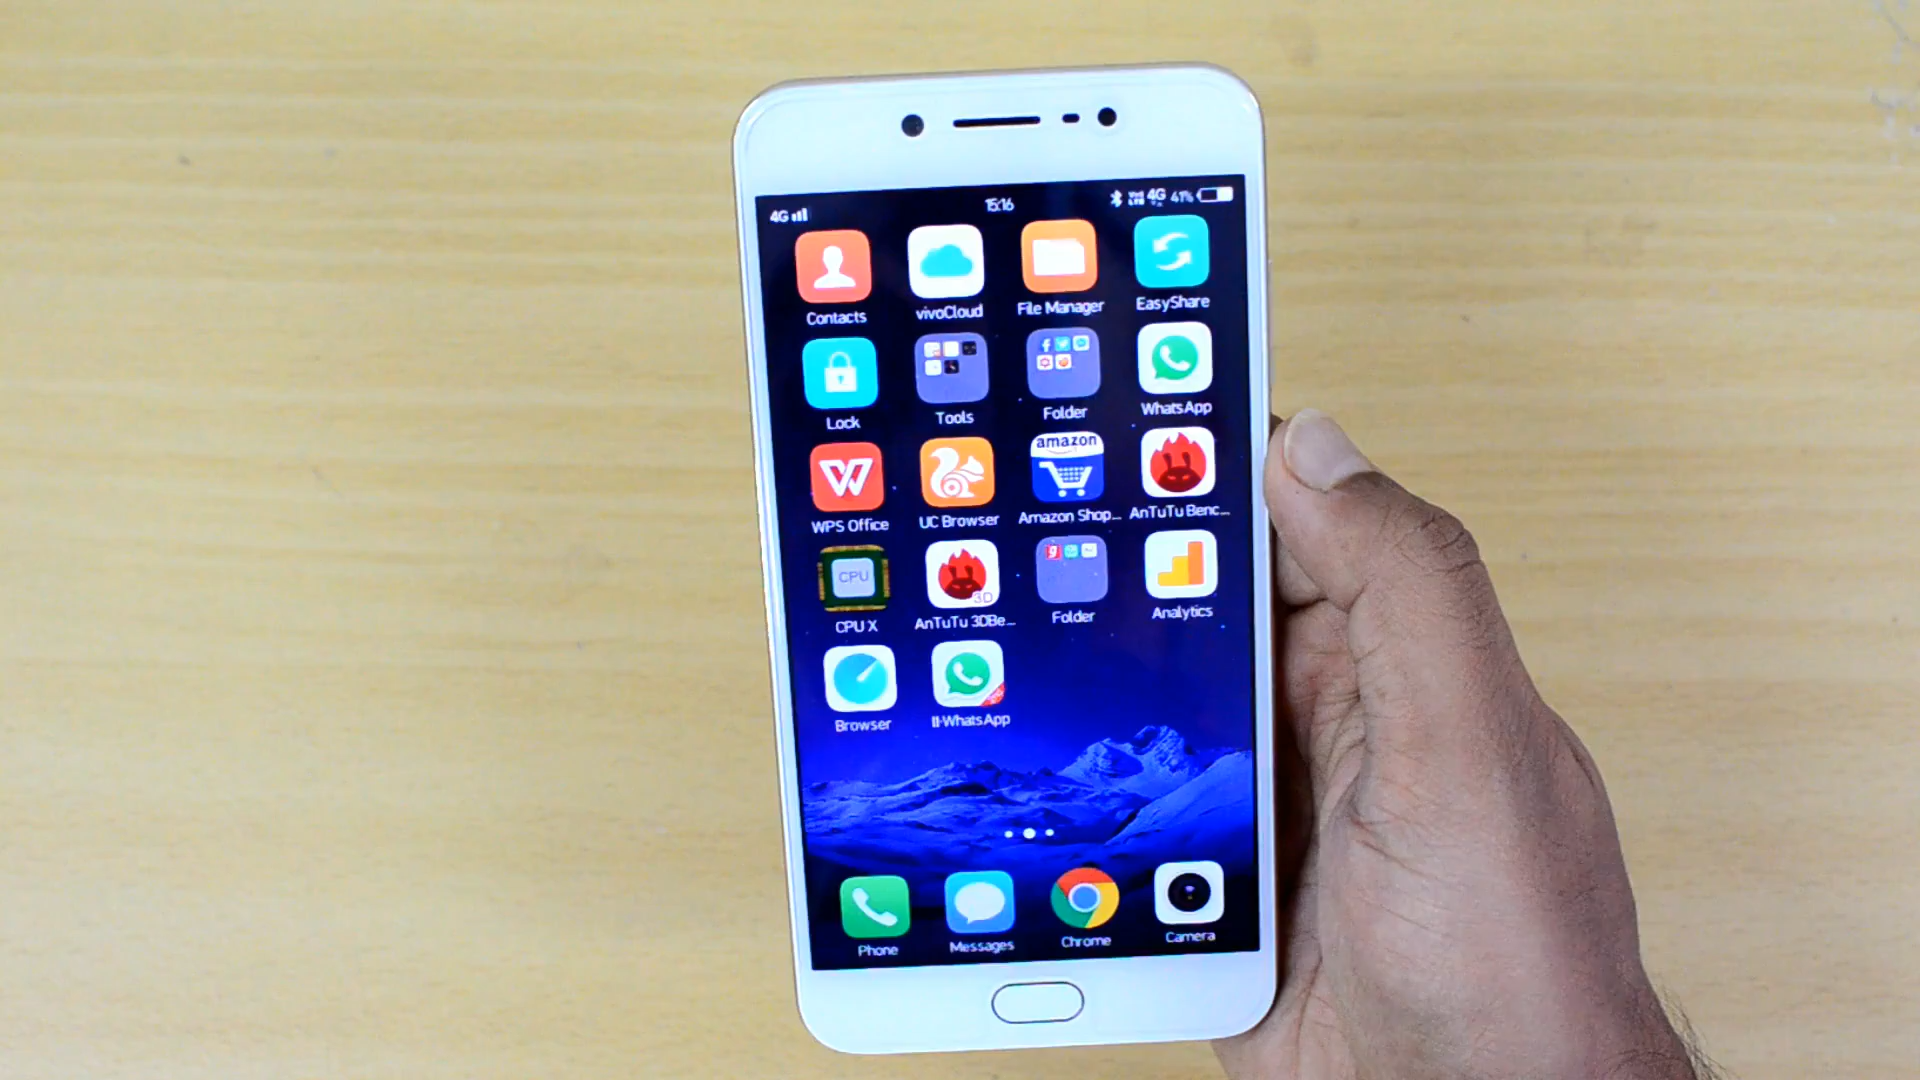 4G 15:16 4G 41%
Contacts vivoCloud File Manager EasyShare
Lock Tools Folder WhatsApp
amazon
WPS Office UC Browser Amazon Shop... AnTuTu Benc...
CPU
3D
CPU X AnTuTu 3DBe... Folder Analytics
Browser II·WhatsApp
Phone Messages Chrome Camera